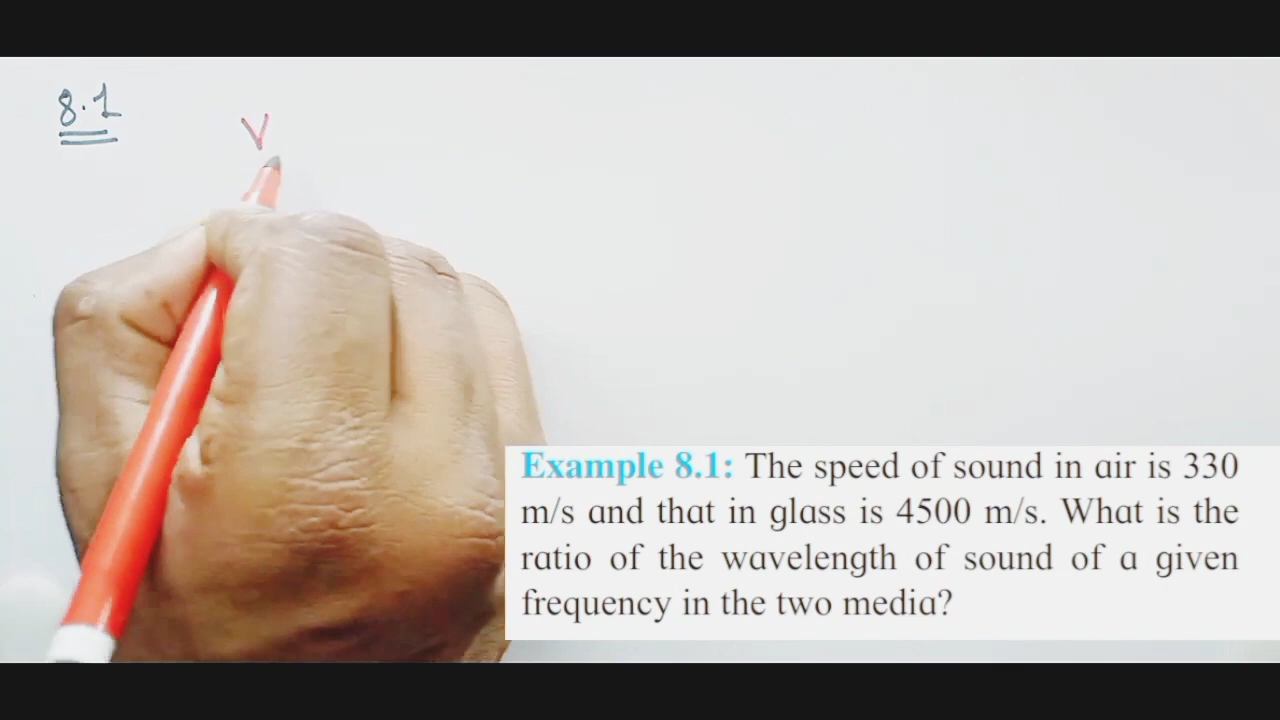 8.1
V
Example 8.1: The speed of sound in air is 330
m/s and that in glass is 4500 m/s. What is the
ratio of the wavelength of sound of a given
frequency in the two media?